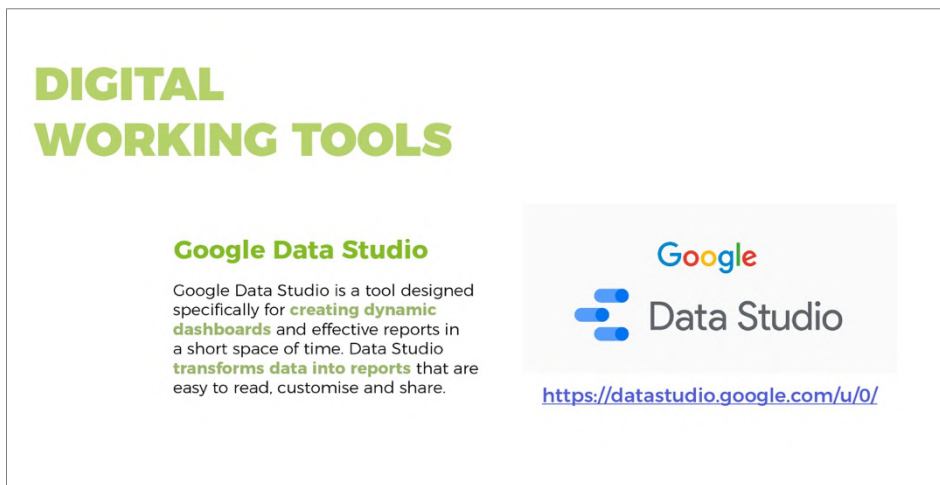 DIGITAL
WORKING TOOLS
Google Data Studio
Google Data Studio is a tool designed
specifically for creating dynamic
dashboards and effective reports in
a short space of time. Data Studio
transforms data into reports that are
easy to read, customise and share.
Google
Data Studio
https://datastudio.google.com/u/0/